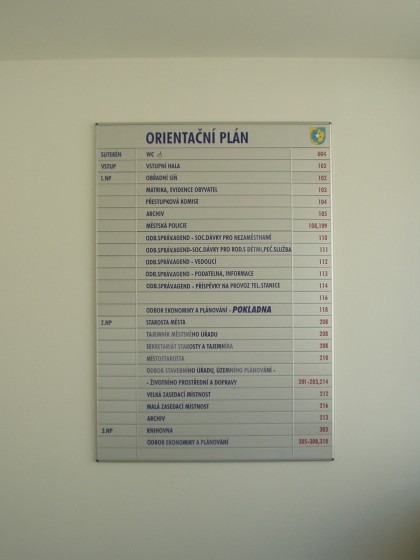 ORIENTAČNÍ PLÁN
SUTERÉN WC 004
VSTUP VSTUPNÍ HALA 102
1.NP OBŘADNÍ SÍŇ 102
MATRIKA, EVIDENCE OBYVATEL 103
PŘESTUPKOVÁ KOMISE 104
ARCHIV 105
MĚSTSKÁ POLICIE 108,109
ODB.SPRÁV.AGEND - SOC.DÁVKY PRO NEZAMĚSTNANÉ 110
ODB.SPRÁV.AGEND-SOC.DÁVKY PRO ROD.S DĚTMI,PEČ.SLUŽBA 111
ODB.SPRÁV.AGEND - VEDOUCÍ 112
ODB.SPRÁV.AGEND - PODATELNA, INFORMACE 113
ODB.SPRÁV.AGEND - PŘÍSPĚVKY NA PROVOZ TEL.STANICE 114
116
ODBOR EKONOMIKY A PLÁNOVÁNÍ - POKLADNA 118
2.NP STAROSTA MĚSTA 208
TAJEMNÍK MĚSTSKÉHO ÚŘADU 208
SEKRETARIÁT STAROSTY A TAJEMNÍKA 208
MÍSTOSTAROSTA 210
ODBOR STAVEBNÍHO ÚŘADU, ÚZEMNÍHO PLÁNOVÁNÍ -
- ŽIVOTNÍHO PROSTŘEDNÍ A DOPRAVY 201-203,214
VELKÁ ZASEDACÍ MÍSTNOST 212
MALÁ ZASEDACÍ MÍSTNOST 216
ARCHIV 213
3.NP KNIHOVNA 303
ODBOR EKONOMIKY A PLÁNOVÁNÍ 305-308,310